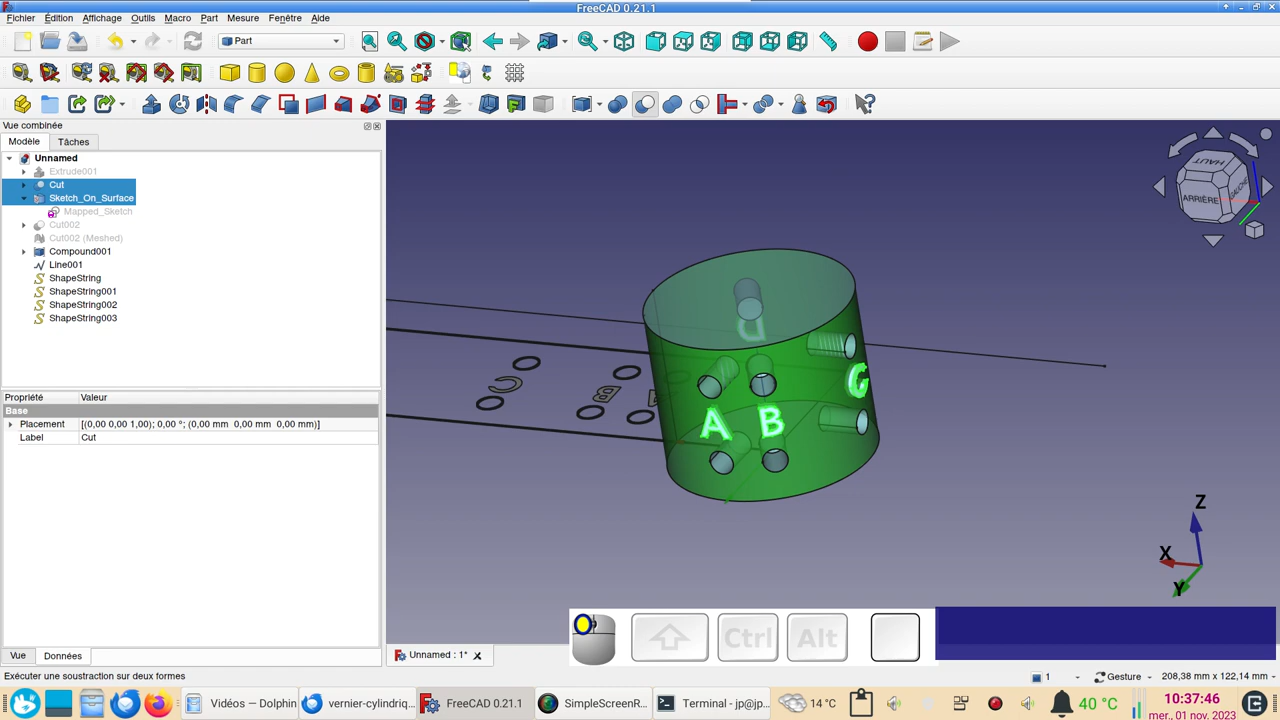 FreeCAD 0.21.1
Fichier Édition Affichage Outils Macro Part Mesure Fenêtre Aide
Part
Vue combinée
Modèle Tâches
Unnamed
Extrude001
Cut
Sketch_On_Surface
Mapped_Sketch
Cut002
Cut002 (Meshed)
Compound001
Line001
ShapeString
ShapeString001
ShapeString002
ShapeString003
Propriété Valeur
Base
Placement [(0,00 0,00 1,00); 0,00 °; (0,00 mm 0,00 mm 0,00 mm)]
Label Cut
Vue Données
HAUT
ARRIÈRE
D
C B
A B C
Z
X
Y
Ctrl Alt
Unnamed : 1*
Exécuter une soustraction sur deux formes
1 Gesture 208,38 mm x 122,14 mm
Vidéos — Dolphin vernier-cylindriq... FreeCAD 0.21.1 SimpleScreenR... Terminal - jp@jp... 14 °C 40 °C
10:37:46
mer., 01 nov. 2023